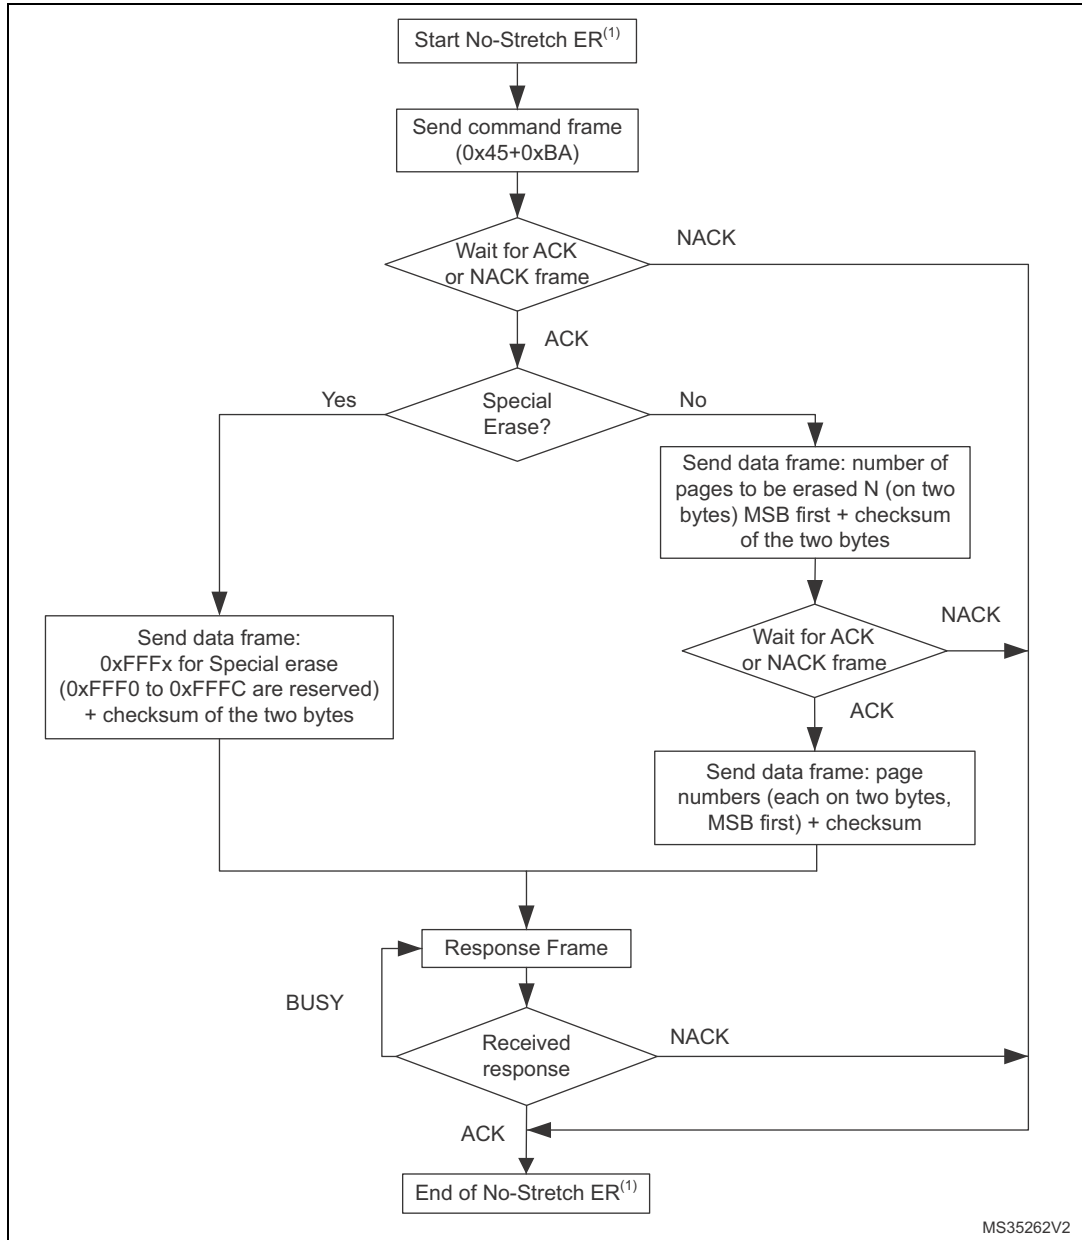 Start No-Stretch ER(1)
Send command frame
(0x45+0xBA)
NACK
Wait for ACK
or NACK frame
ACK
Yes
Special
Erase?
No
Send data frame: number of
pages to be erased N (on two
bytes) MSB first + checksum
of the two bytes
Send data frame:
0xFFFx for Special erase
(0xFFF0 to 0xFFFC are reserved)
+ checksum of the two bytes
Wait for ACK
or NACK frame
NACK
ACK
Send data frame: page
numbers (each on two bytes,
MSB first) + checksum
Response Frame
BUSY
Received
response
NACK
ACK
End of No-Stretch ER(1)
MS35262V2